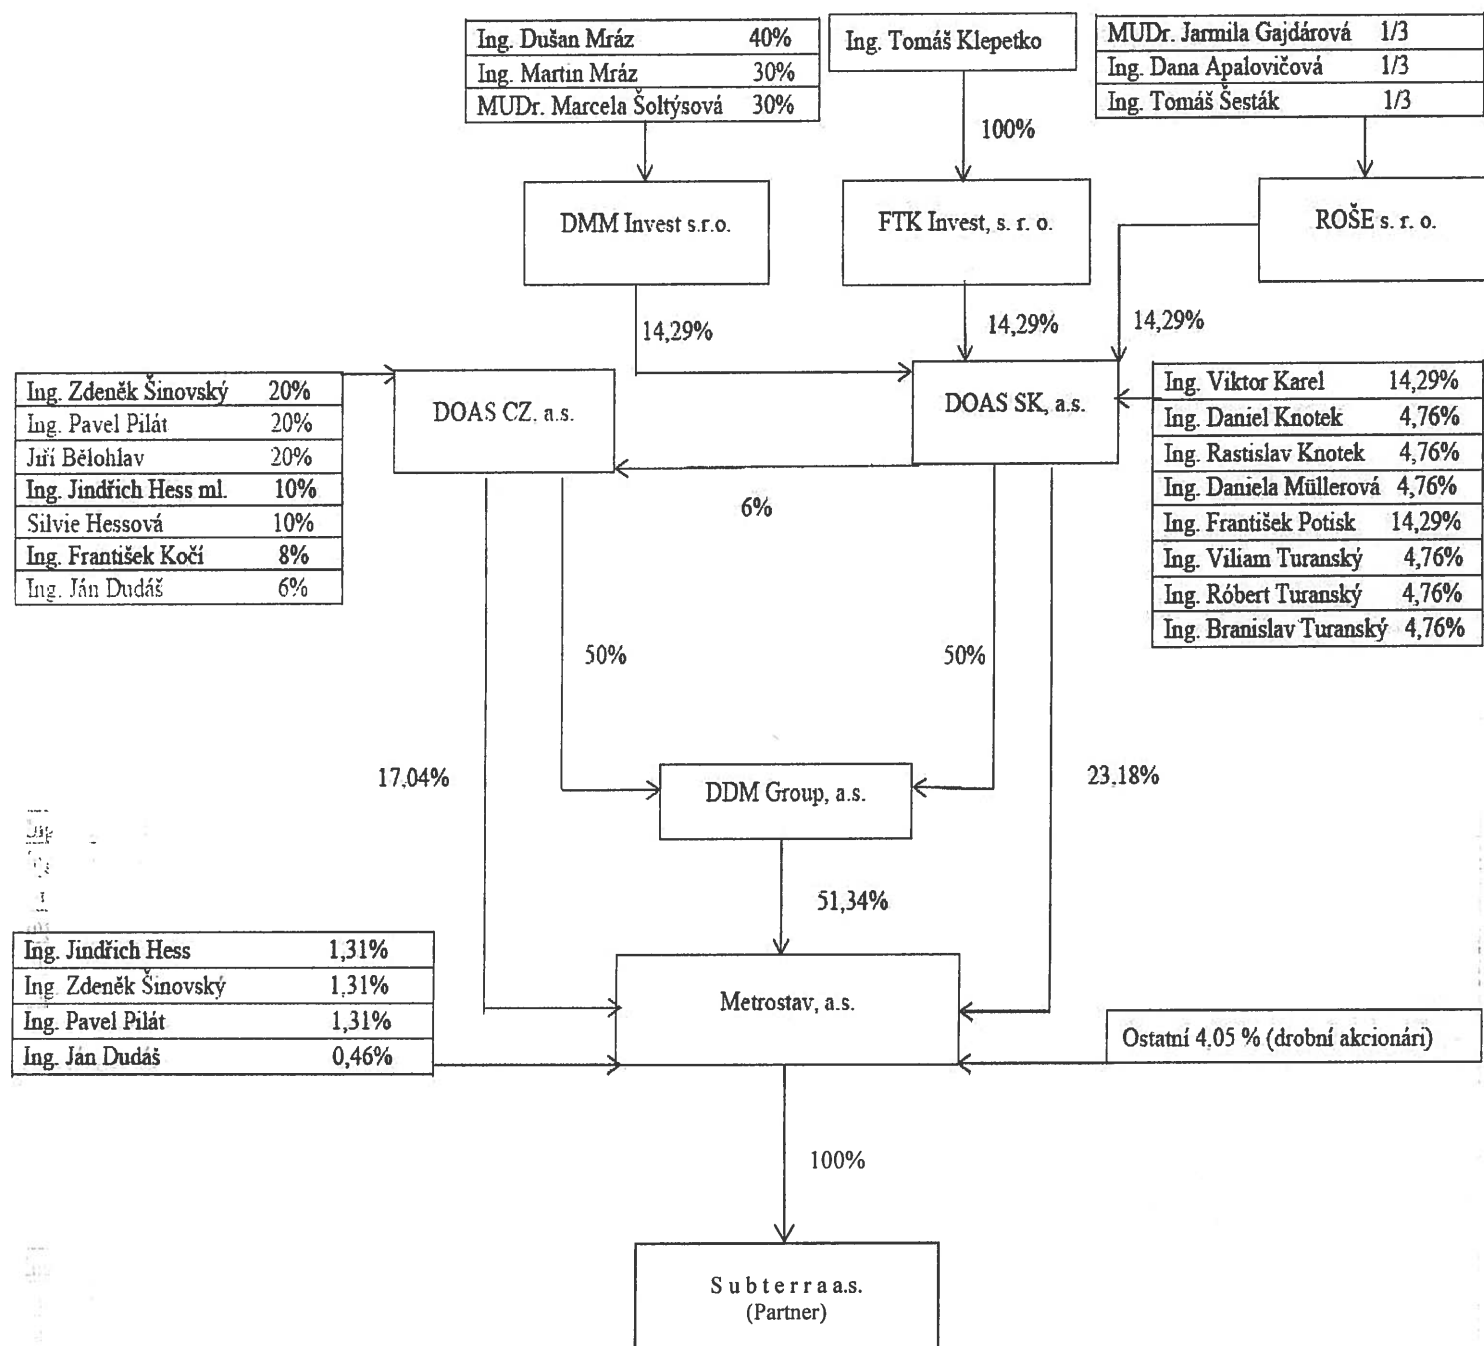 Ing. Dušan Mráz 40%
Ing. Martin Mráz 30%
MUDr. Marcela Šoltýsová 30%
Ing. Tomáš Klepetko
MUDr. Jarmila Gajdárová 1/3
Ing. Dana Apalovičová 1/3
Ing. Tomáš Šesták 1/3
100%
DMM Invest s.r.o.
FTK Invest, s. r. o.
ROŠE s. r. o.
14,29%
14,29%
14,29%
Ing. Zdeněk Šinovský 20%
Ing. Pavel Pilát 20%
Jiří Bělohlav 20%
Ing. Jindřich Hess ml. 10%
Silvie Hessová 10%
Ing. František Kočí 8%
Ing. Ján Dudáš 6%
DOAS CZ, a.s.
DOAS SK, a.s.
Ing. Viktor Karel 14,29%
Ing. Daniel Knotek 4,76%
Ing. Rastislav Knotek 4,76%
Ing. Daniela Müllerová 4,76%
Ing. František Potisk 14,29%
Ing. Viliam Turanský 4,76%
Ing. Róbert Turanský 4,76%
Ing. Branislav Turanský 4,76%
6%
50%
50%
17,04%
DDM Group, a.s.
23,18%
51,34%
Ing. Jindřich Hess 1,31%
Ing. Zdeněk Šinovský 1,31%
Ing. Pavel Pilát 1,31%
Ing. Ján Dudáš 0,46%
Metrostav, a.s.
Ostatní 4,05 % (drobní akcionári)
100%
Subterra a.s.
(Partner)